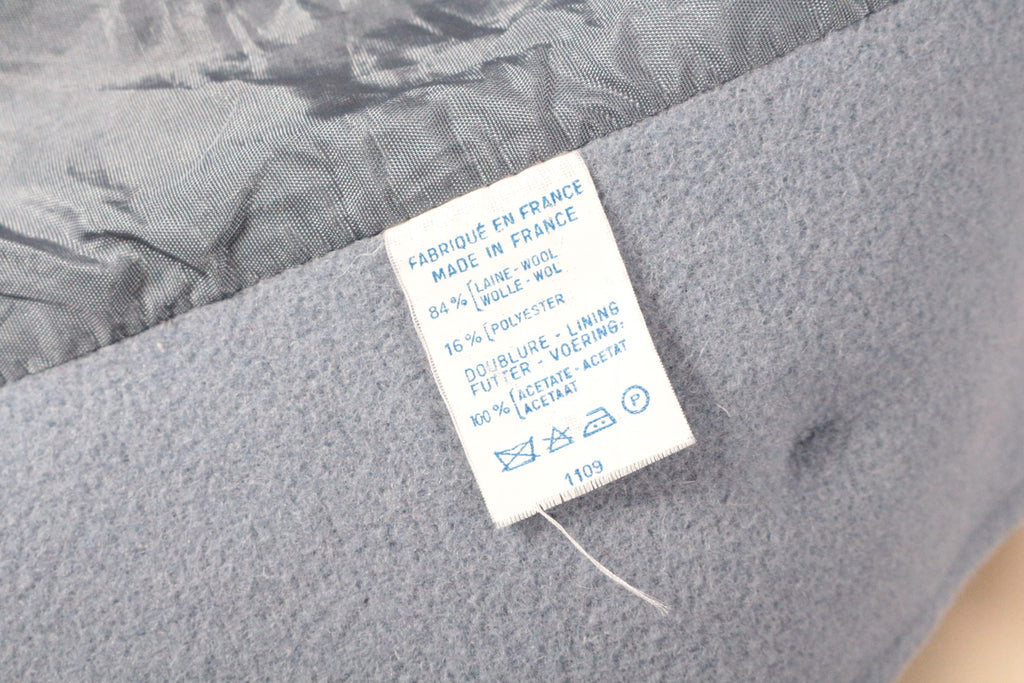 FABRIQUÉ EN FRANCE
MADE IN FRANCE
84% [LAINE-WOOL
WOLLE-WOL
16% [POLYESTER
DOUBLURE - LINING
FUTTER - VOERING:
100% [ACETATE-ACETAT
ACETAAT
P
1109